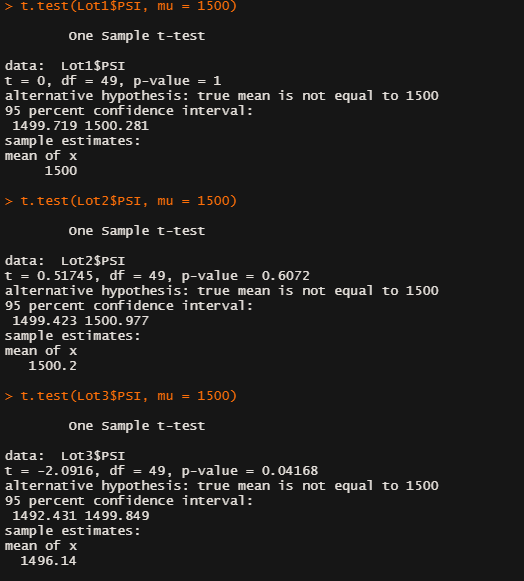 > t.test(Lot1$PSI, mu = 1500)
One Sample t-test
data:  Lot1$PSI
t = 0, df = 49, p-value = 1
alternative hypothesis: true mean is not equal to 1500
95 percent confidence interval:
1499.719 1500.281
sample estimates:
mean of x
1500
> t.test(Lot2$PSI, mu = 1500)
One Sample t-test
data:  Lot2$PSI
t = 0.51745, df = 49, p-value = 0.6072
alternative hypothesis: true mean is not equal to 1500
95 percent confidence interval:
1499.423 1500.977
sample estimates:
mean of x
1500.2
> t.test(Lot3$PSI, mu = 1500)
One Sample t-test
data:  Lot3$PSI
t = -2.0916, df = 49, p-value = 0.04168
alternative hypothesis: true mean is not equal to 1500
95 percent confidence interval:
1492.431 1499.849
sample estimates:
mean of x
1496.14